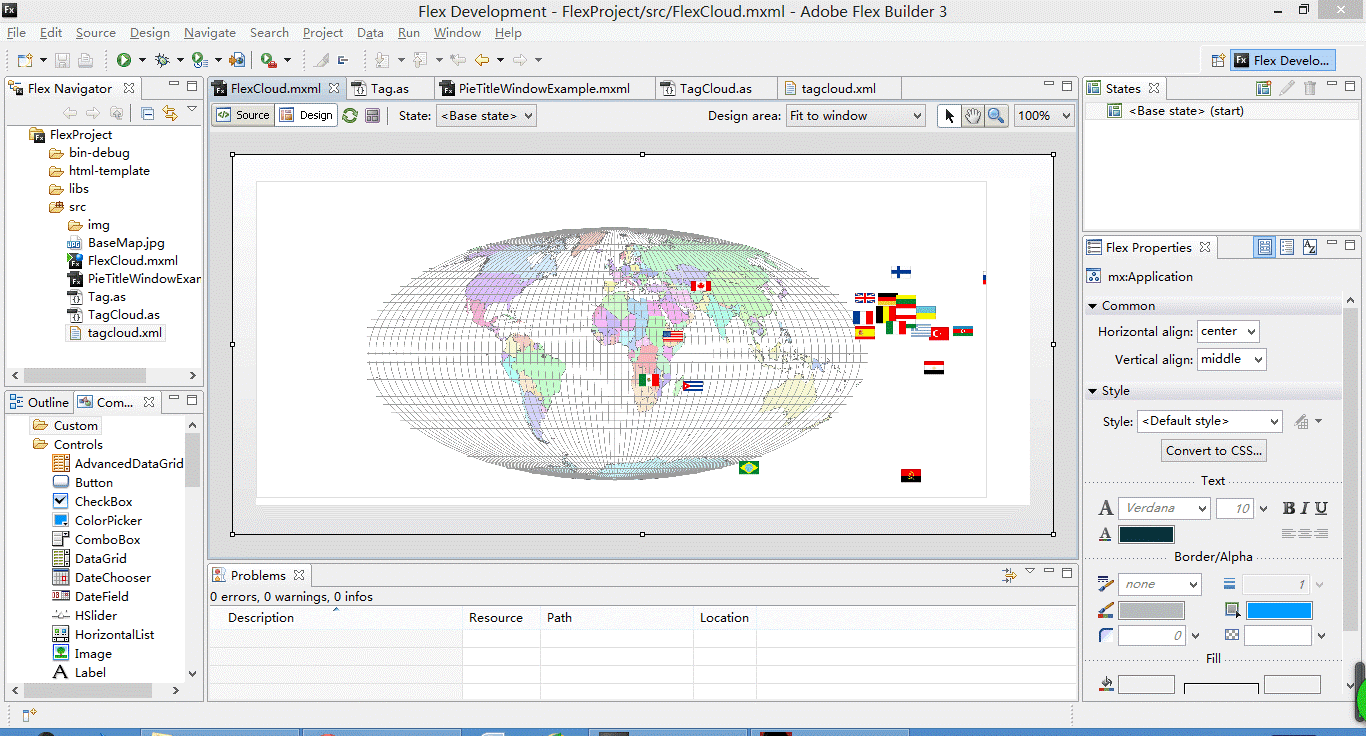 Flex Development - FlexProject/src/FlexCloud.mxml - Adobe Flex Builder 3
File Edit Source Design Navigate Search Project Data Run Window Help
Flex Develo...
Flex Navigator
FlexProject
bin-debug
html-template
libs
src
img
BaseMap.jpg
FlexCloud.mxml
PieTitleWindowExar
Tag.as
TagCloud.as
tagcloud.xml
Outline Com...
Custom
Controls
AdvancedDataGrid
Button
CheckBox
ColorPicker
ComboBox
DataGrid
DateChooser
DateField
HSlider
HorizontalList
Image
Label
FlexCloud.mxml Tag.as PieTitleWindowExample.mxml TagCloud.as tagcloud.xml
Source Design State: <Base state> Design area: Fit to window 100%
Problems
0 errors, 0 warnings, 0 infos
Description Resource Path Location
States
<Base state> (start)
Flex Properties
mx:Application
Common
Horizontal align: center
Vertical align: middle
Style
Style: <Default style>
Convert to CSS...
Text
A Verdana 10 B I U
A
Border/Alpha
none 1
0
Fill